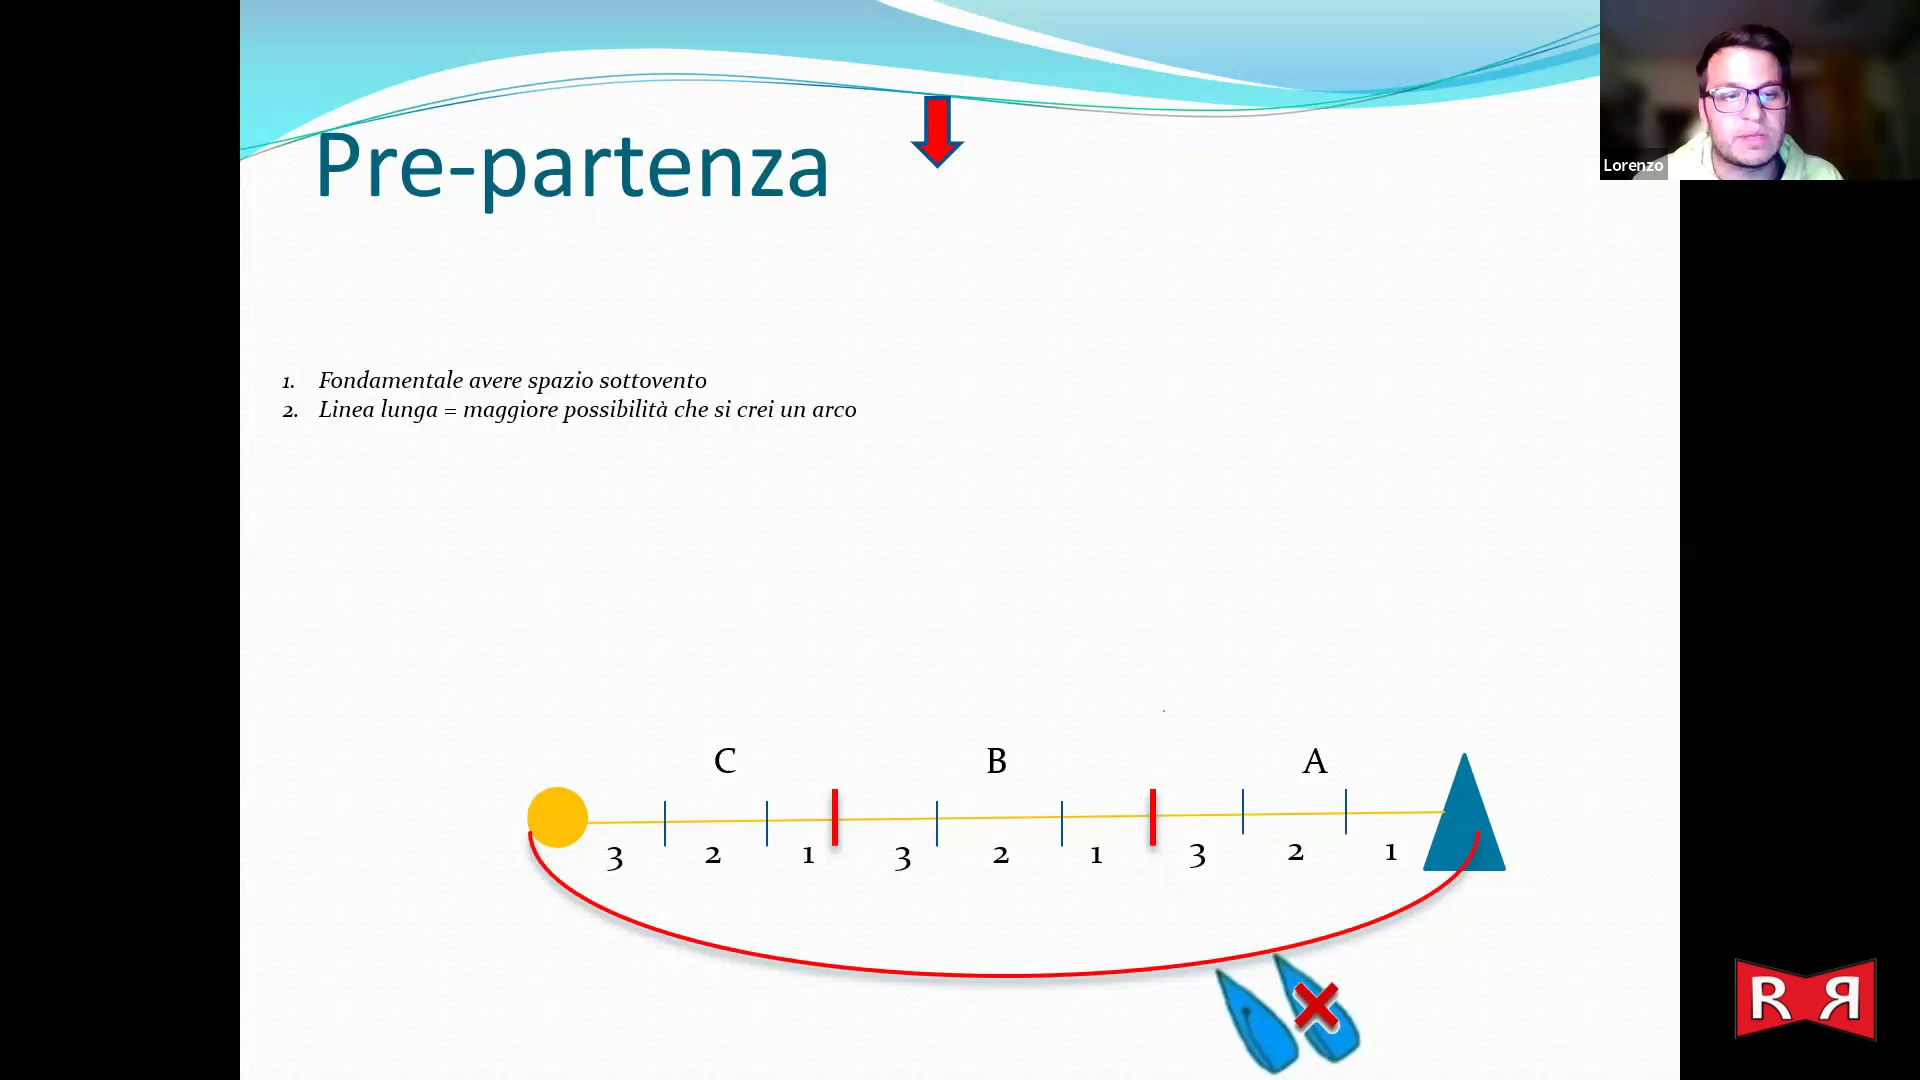 Pre-partenza
Lorenzo
1. Fondamentale avere spazio sottovento
2. Linea lunga = maggiore possibilità che si crei un arco
C B A
3 2 1 3 2 1 3 2 1
R Я